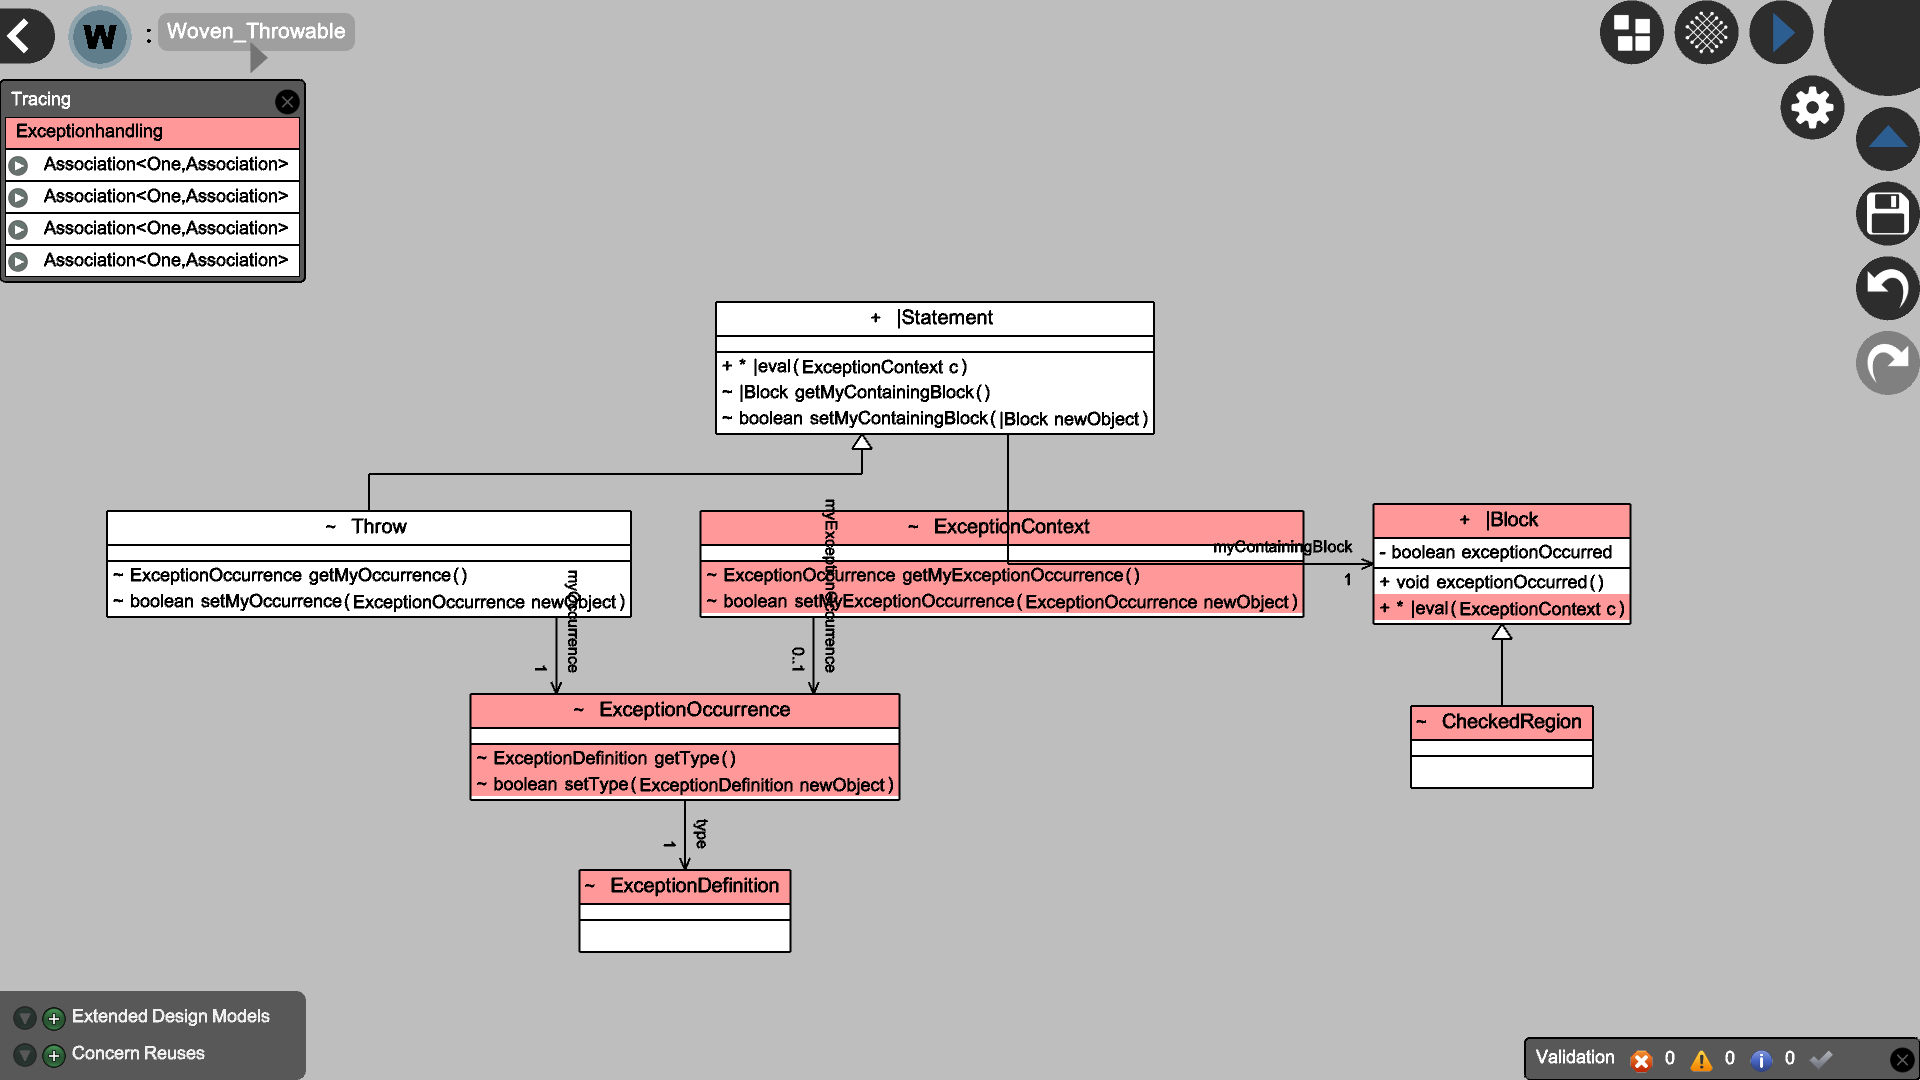 W : Woven_Throwable
Tracing
Exceptionhandling
Association<One,Association>
Association<One,Association>
Association<One,Association>
Association<One,Association>
+ |Statement
+ * |eval(ExceptionContext c)
~ |Block getMyContainingBlock()
~ boolean setMyContainingBlock(|Block newObject)
~ Throw
~ ExceptionOccurrence getMyOccurrence()
~ boolean setMyOccurrence(ExceptionOccurrence newObject)
myOccurrence
1
~ ExceptionContext
~ ExceptionOccurrence getMyExceptionOccurrence()
~ boolean setMyExceptionOccurrence(ExceptionOccurrence newObject)
myExceptionOccurrence
0..1
myContainingBlock
1
+ |Block
- boolean exceptionOccurred
+ void exceptionOccurred()
+ * |eval(ExceptionContext c)
~ ExceptionOccurrence
~ ExceptionDefinition getType()
~ boolean setType(ExceptionDefinition newObject)
~ CheckedRegion
type
1
~ ExceptionDefinition
Extended Design Models
Concern Reuses
Validation 0 0 0